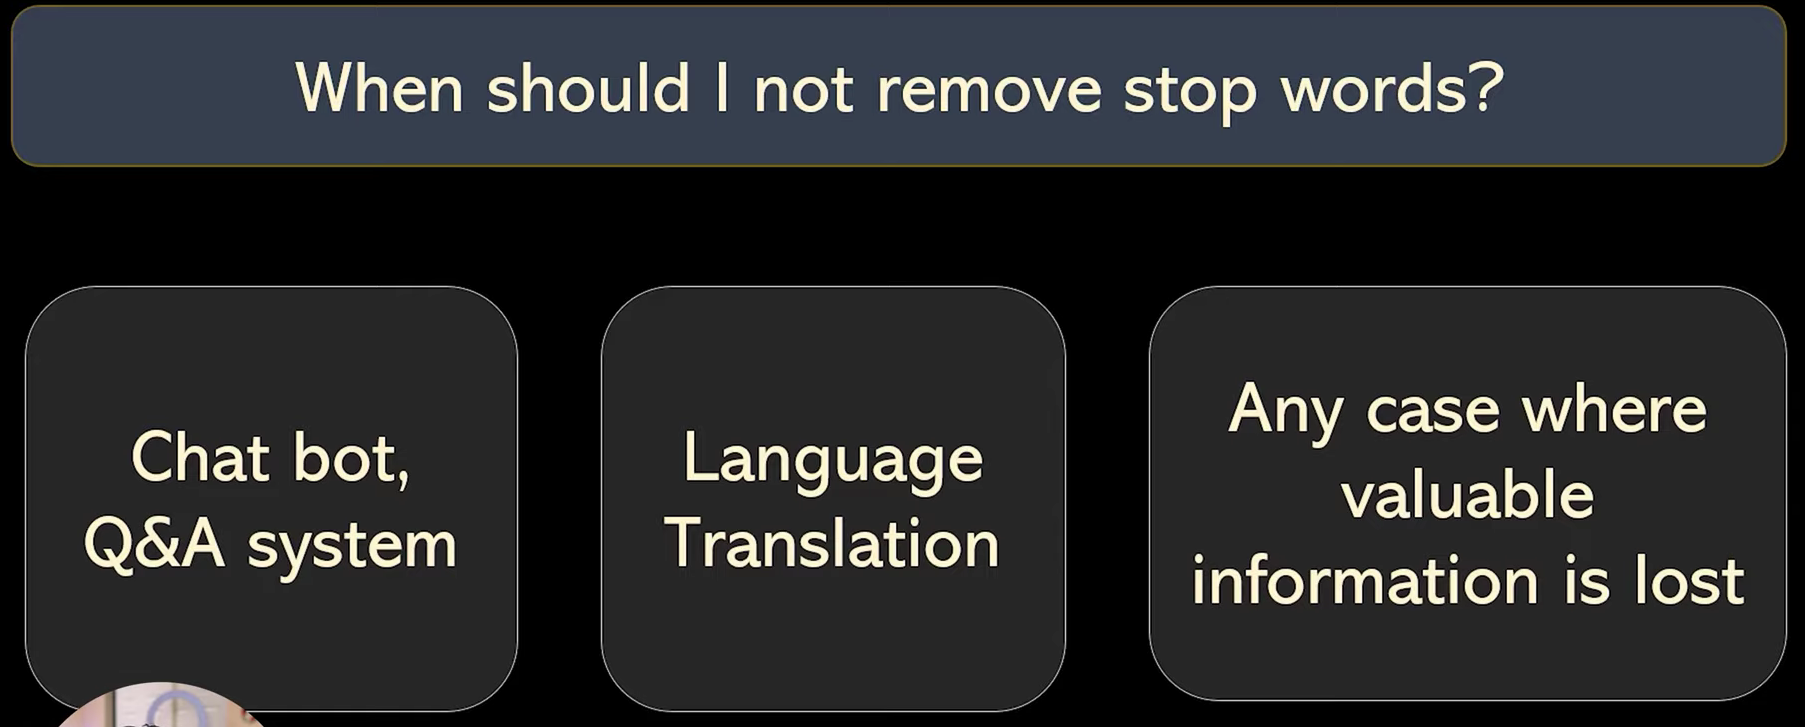 When should I not remove stop words?
Chat bot,
Q&A system
Language
Translation
Any case where
valuable
information is lost